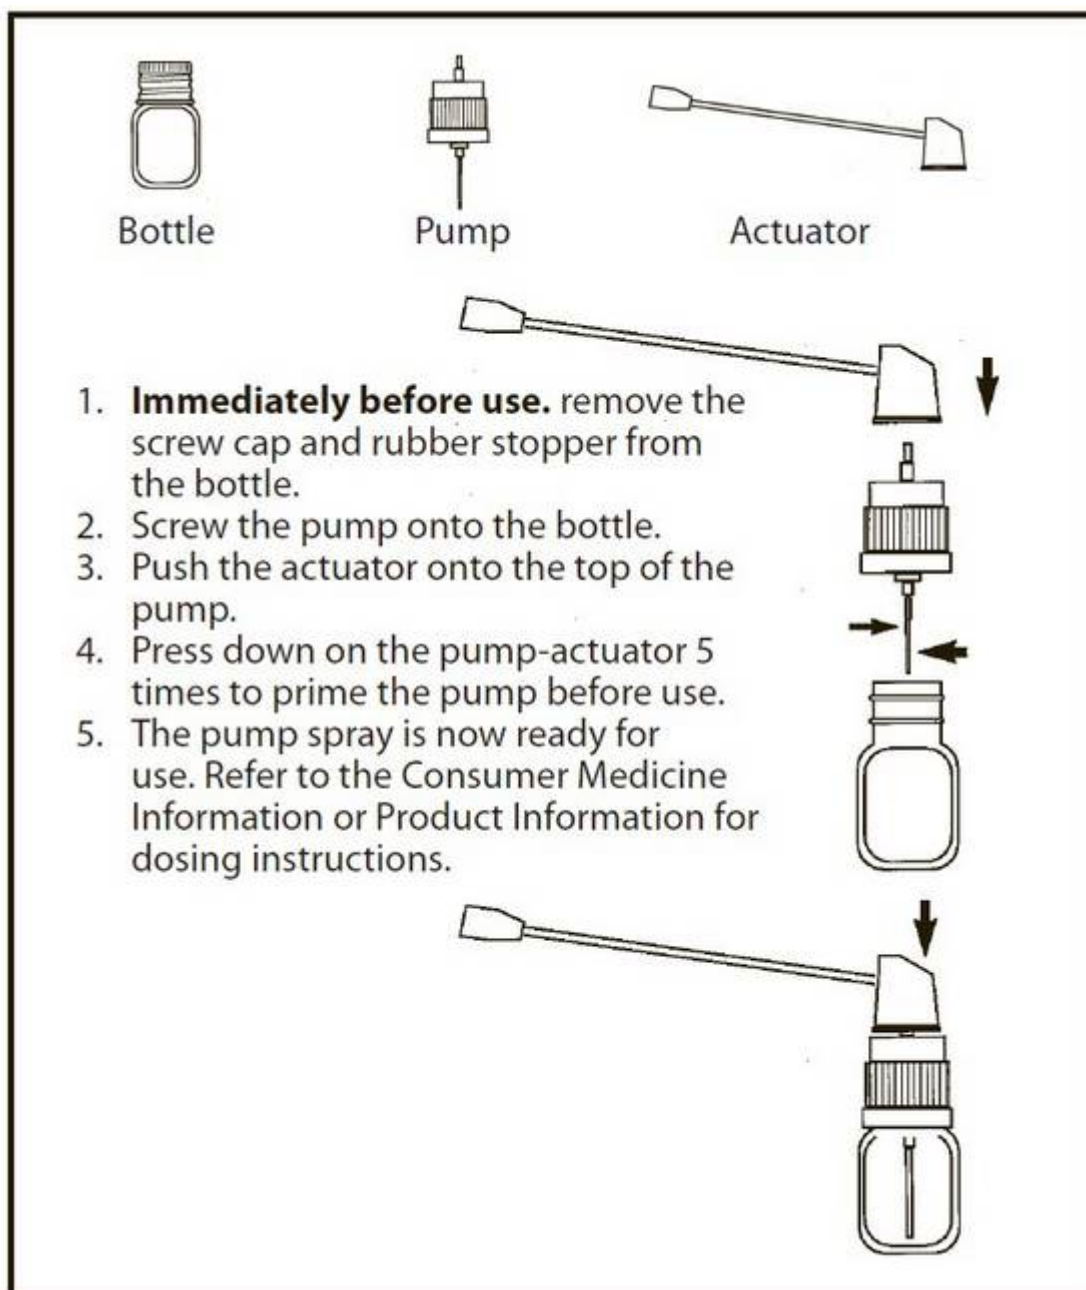 Bottle
Pump
Actuator
1. Immediately before use. remove the
screw cap and rubber stopper from
the bottle.
2. Screw the pump onto the bottle.
3. Push the actuator onto the top of the
pump.
4. Press down on the pump-actuator 5
times to prime the pump before use.
5. The pump spray is now ready for
use. Refer to the Consumer Medicine
Information or Product Information for
dosing instructions.